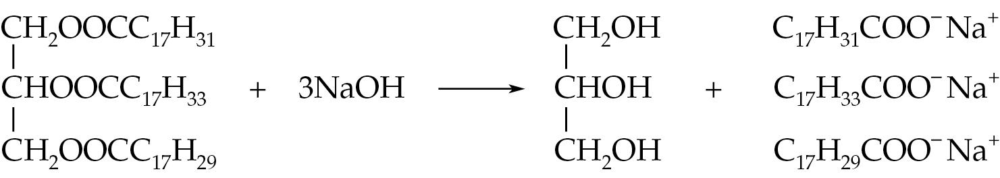 CH₂OOCC₁₇H₃₁ CH₂OH C₁₇H₃₁COO⁻Na⁺
CHOOCC₁₇H₃₃ + 3NaOH ⟶ CHOH + C₁₇H₃₃COO⁻Na⁺
CH₂OOCC₁₇H₂₉ CH₂OH C₁₇H₂₉COO⁻Na⁺